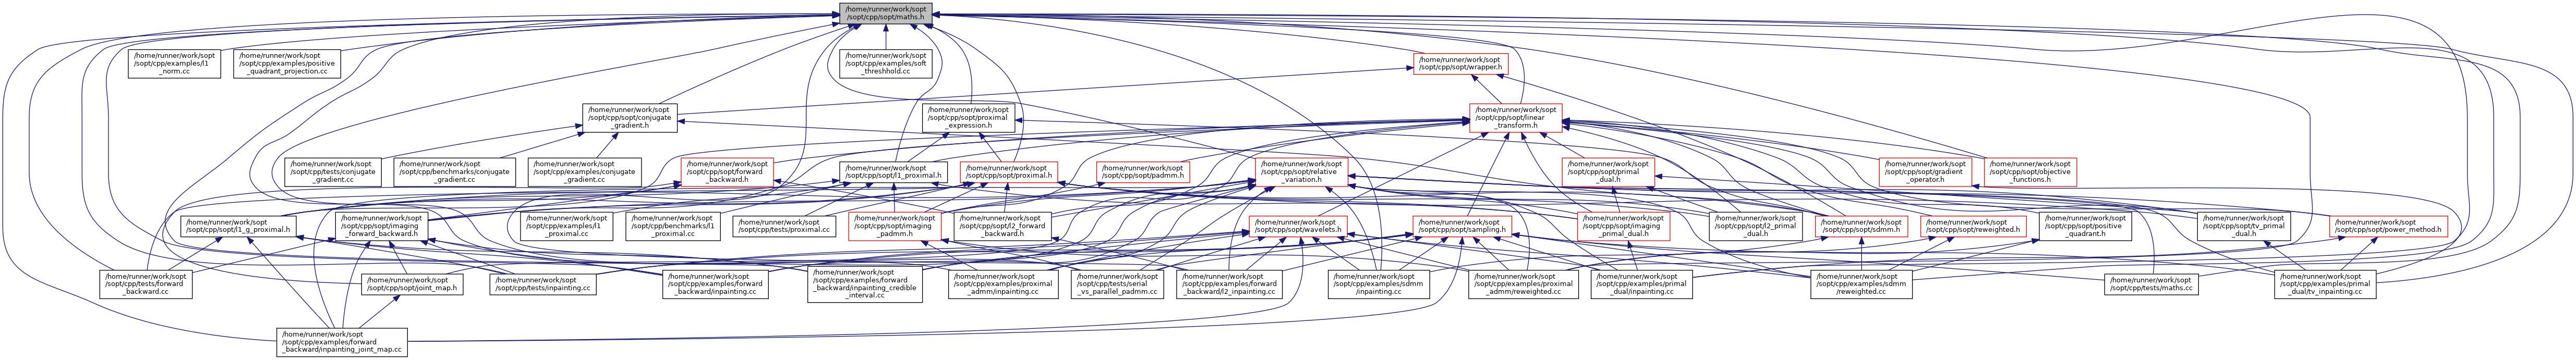 /home/runner/work/sopt
/sopt/cpp/sopt/maths.h
/home/runner/work/sopt
/sopt/cpp/examples/l1
_norm.cc
/home/runner/work/sopt
/sopt/cpp/examples/positive
_quadrant_projection.cc
/home/runner/work/sopt
/sopt/cpp/examples/soft
_threshhold.cc
/home/runner/work/sopt
/sopt/cpp/sopt/wrapper.h
/home/runner/work/sopt
/sopt/cpp/sopt/conjugate
_gradient.h
/home/runner/work/sopt
/sopt/cpp/sopt/proximal
_expression.h
/home/runner/work/sopt
/sopt/cpp/sopt/linear
_transform.h
/home/runner/work/sopt
/sopt/cpp/tests/conjugate
_gradient.cc
/home/runner/work/sopt
/sopt/cpp/benchmarks/conjugate
_gradient.cc
/home/runner/work/sopt
/sopt/cpp/examples/conjugate
_gradient.cc
/home/runner/work/sopt
/sopt/cpp/sopt/forward
_backward.h
/home/runner/work/sopt
/sopt/cpp/sopt/l1_proximal.h
/home/runner/work/sopt
/sopt/cpp/sopt/proximal.h
/home/runner/work/sopt
/sopt/cpp/sopt/padmm.h
/home/runner/work/sopt
/sopt/cpp/sopt/relative
_variation.h
/home/runner/work/sopt
/sopt/cpp/sopt/primal
_dual.h
/home/runner/work/sopt
/sopt/cpp/sopt/gradient
_operator.h
/home/runner/work/sopt
/sopt/cpp/sopt/objective
_functions.h
/home/runner/work/sopt
/sopt/cpp/sopt/l1_g_proximal.h
/home/runner/work/sopt
/sopt/cpp/sopt/imaging
_forward_backward.h
/home/runner/work/sopt
/sopt/cpp/examples/l1
_proximal.cc
/home/runner/work/sopt
/sopt/cpp/benchmarks/l1
_proximal.cc
/home/runner/work/sopt
/sopt/cpp/tests/proximal.cc
/home/runner/work/sopt
/sopt/cpp/sopt/imaging
_padmm.h
/home/runner/work/sopt
/sopt/cpp/sopt/l2_forward
_backward.h
/home/runner/work/sopt
/sopt/cpp/sopt/wavelets.h
/home/runner/work/sopt
/sopt/cpp/sopt/sampling.h
/home/runner/work/sopt
/sopt/cpp/sopt/imaging
_primal_dual.h
/home/runner/work/sopt
/sopt/cpp/sopt/l2_primal
_dual.h
/home/runner/work/sopt
/sopt/cpp/sopt/sdmm.h
/home/runner/work/sopt
/sopt/cpp/sopt/reweighted.h
/home/runner/work/sopt
/sopt/cpp/sopt/positive
_quadrant.h
/home/runner/work/sopt
/sopt/cpp/sopt/tv_primal
_dual.h
/home/runner/work/sopt
/sopt/cpp/sopt/power_method.h
/home/runner/work/sopt
/sopt/cpp/tests/forward
_backward.cc
/home/runner/work/sopt
/sopt/cpp/sopt/joint_map.h
/home/runner/work/sopt
/sopt/cpp/tests/inpainting.cc
/home/runner/work/sopt
/sopt/cpp/examples/forward
_backward/inpainting.cc
/home/runner/work/sopt
/sopt/cpp/examples/forward
_backward/inpainting_credible
_interval.cc
/home/runner/work/sopt
/sopt/cpp/examples/proximal
_admm/inpainting.cc
/home/runner/work/sopt
/sopt/cpp/tests/serial
_vs_parallel_padmm.cc
/home/runner/work/sopt
/sopt/cpp/examples/forward
_backward/l2_inpainting.cc
/home/runner/work/sopt
/sopt/cpp/examples/sdmm
/inpainting.cc
/home/runner/work/sopt
/sopt/cpp/examples/proximal
_admm/reweighted.cc
/home/runner/work/sopt
/sopt/cpp/examples/primal
_dual/inpainting.cc
/home/runner/work/sopt
/sopt/cpp/examples/sdmm
/reweighted.cc
/home/runner/work/sopt
/sopt/cpp/tests/maths.cc
/home/runner/work/sopt
/sopt/cpp/examples/primal
_dual/tv_inpainting.cc
/home/runner/work/sopt
/sopt/cpp/examples/forward
_backward/inpainting_joint_map.cc